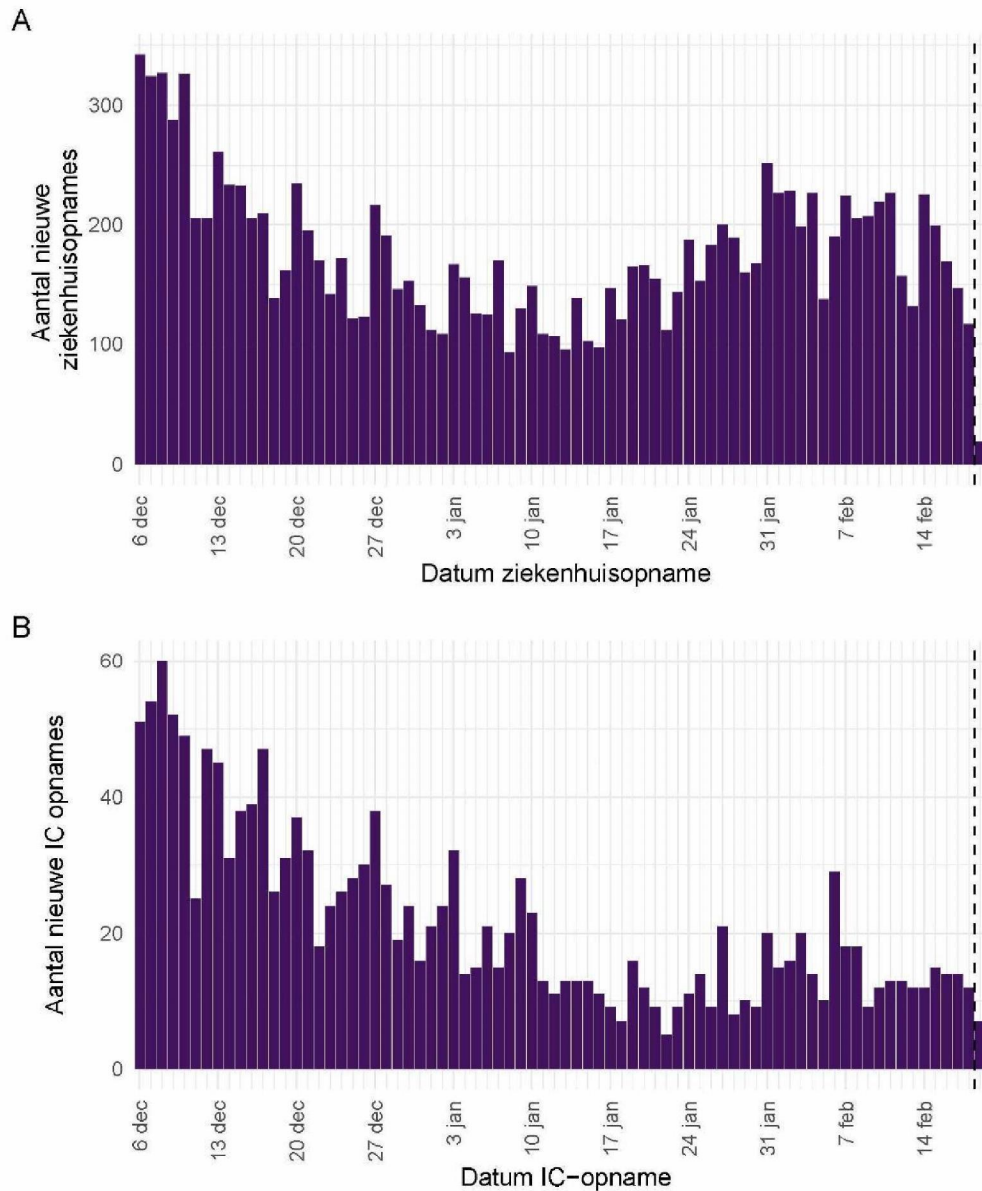 A
Aantal nieuwe
ziekenhuisopnames
300
200
100
0
6 dec
13 dec
20 dec
27 dec
3 jan
10 jan
17 jan
24 jan
31 jan
7 feb
14 feb
Datum ziekenhuisopname
B
Aantal nieuwe IC opnames
60
40
20
0
6 dec
13 dec
20 dec
27 dec
3 jan
10 jan
17 jan
24 jan
31 jan
7 feb
14 feb
Datum IC−opname